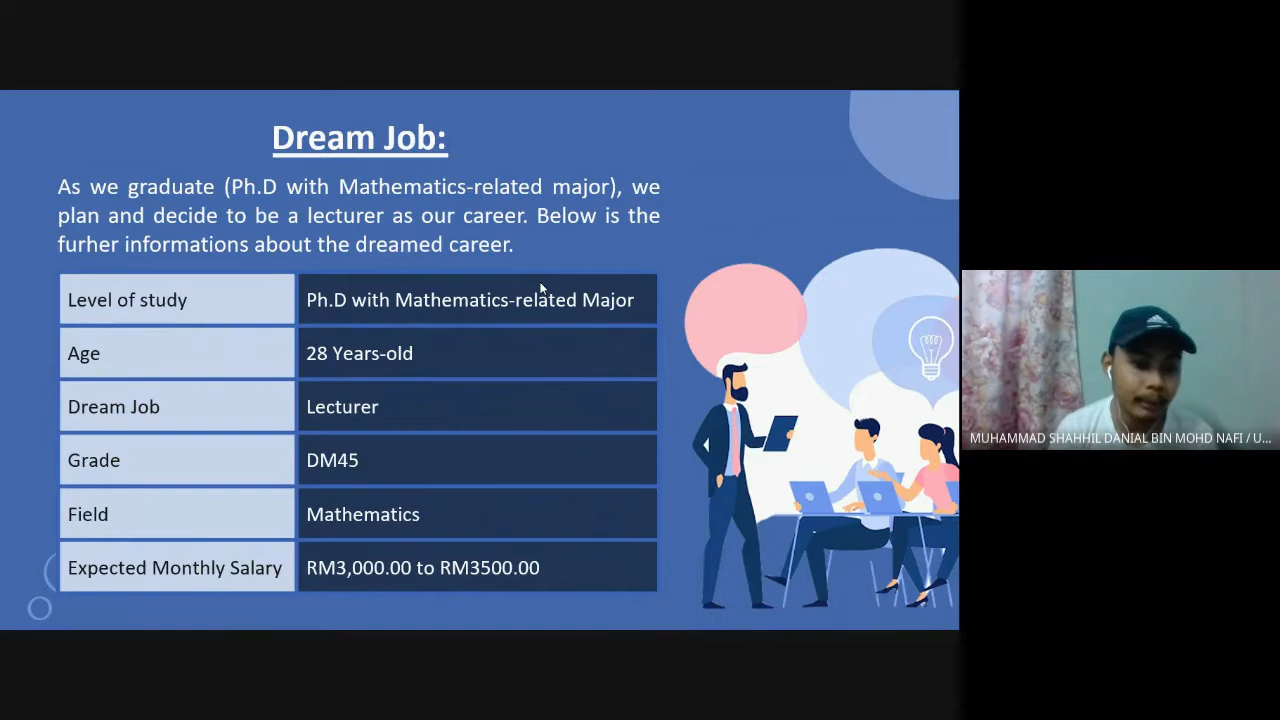 Dream Job:
As we graduate (Ph.D with Mathematics-related major), we
plan and decide to be a lecturer as our career. Below is the
furher informations about the dreamed career.
Level of study
Ph.D with Mathematics-related Major
Age
28 Years-old
Dream Job
Lecturer
Grade
DM45
Field
Mathematics
Expected Monthly Salary
RM3,000.00 to RM3500.00
MUHAMMAD SHAHHIL DANIAL BIN MOHD NAFI / U...